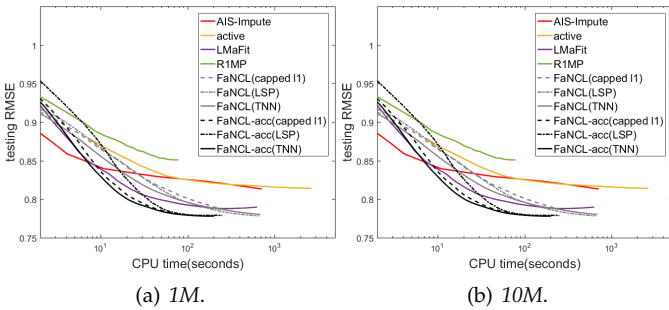 testing RMSE
1
0.95
0.9
0.85
0.8
0.75
10¹
10²
10³
CPU time(seconds)
AIS-Impute
active
LMaFit
R1MP
FaNCL(capped l1)
FaNCL(LSP)
FaNCL(TNN)
FaNCL-acc(capped l1)
FaNCL-acc(LSP)
FaNCL-acc(TNN)
(a) 1M.
testing RMSE
1
0.95
0.9
0.85
0.8
0.75
10¹
10²
10³
CPU time(seconds)
AIS-Impute
active
LMaFit
R1MP
FaNCL(capped l1)
FaNCL(LSP)
FaNCL(TNN)
FaNCL-acc(capped l1)
FaNCL-acc(LSP)
FaNCL-acc(TNN)
(b) 10M.